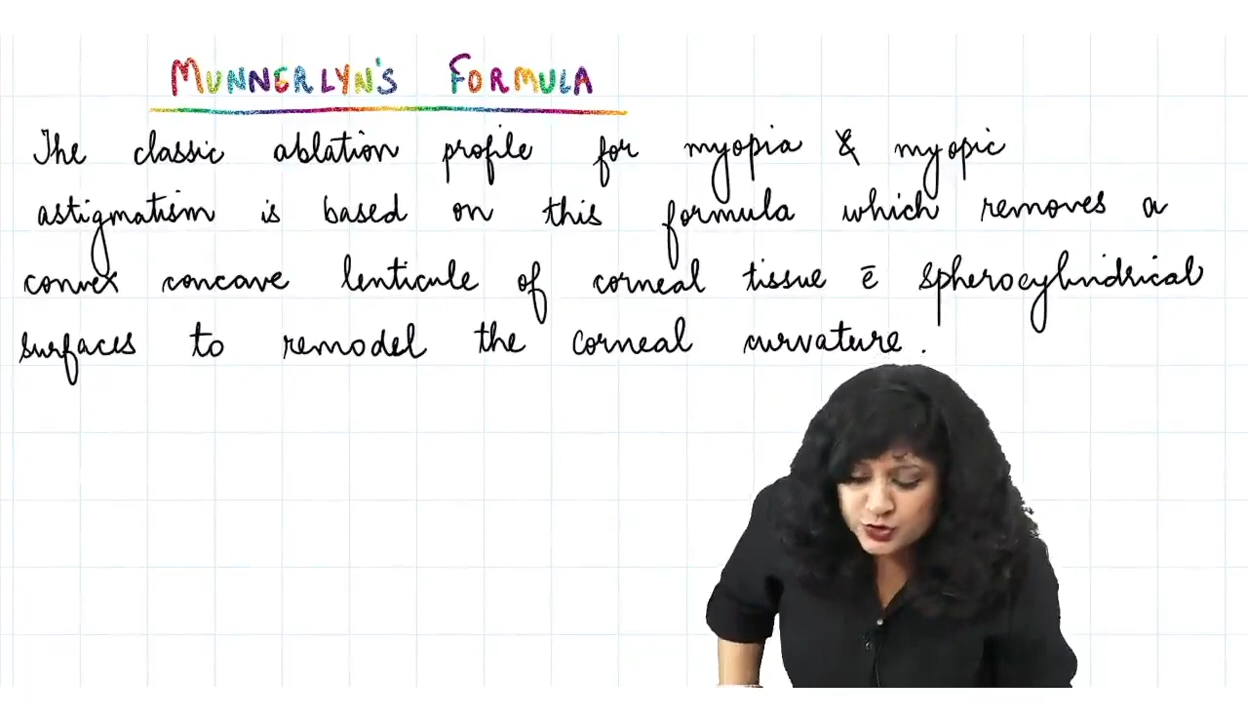 MUNNERLYN'S FORMULA
The classic ablation profile for myopia & myopic
astigmatism is based on this formula which removes a
convex concave lenticule of corneal tissue c̄ spherocylindrical
surfaces to remodel the corneal curvature.